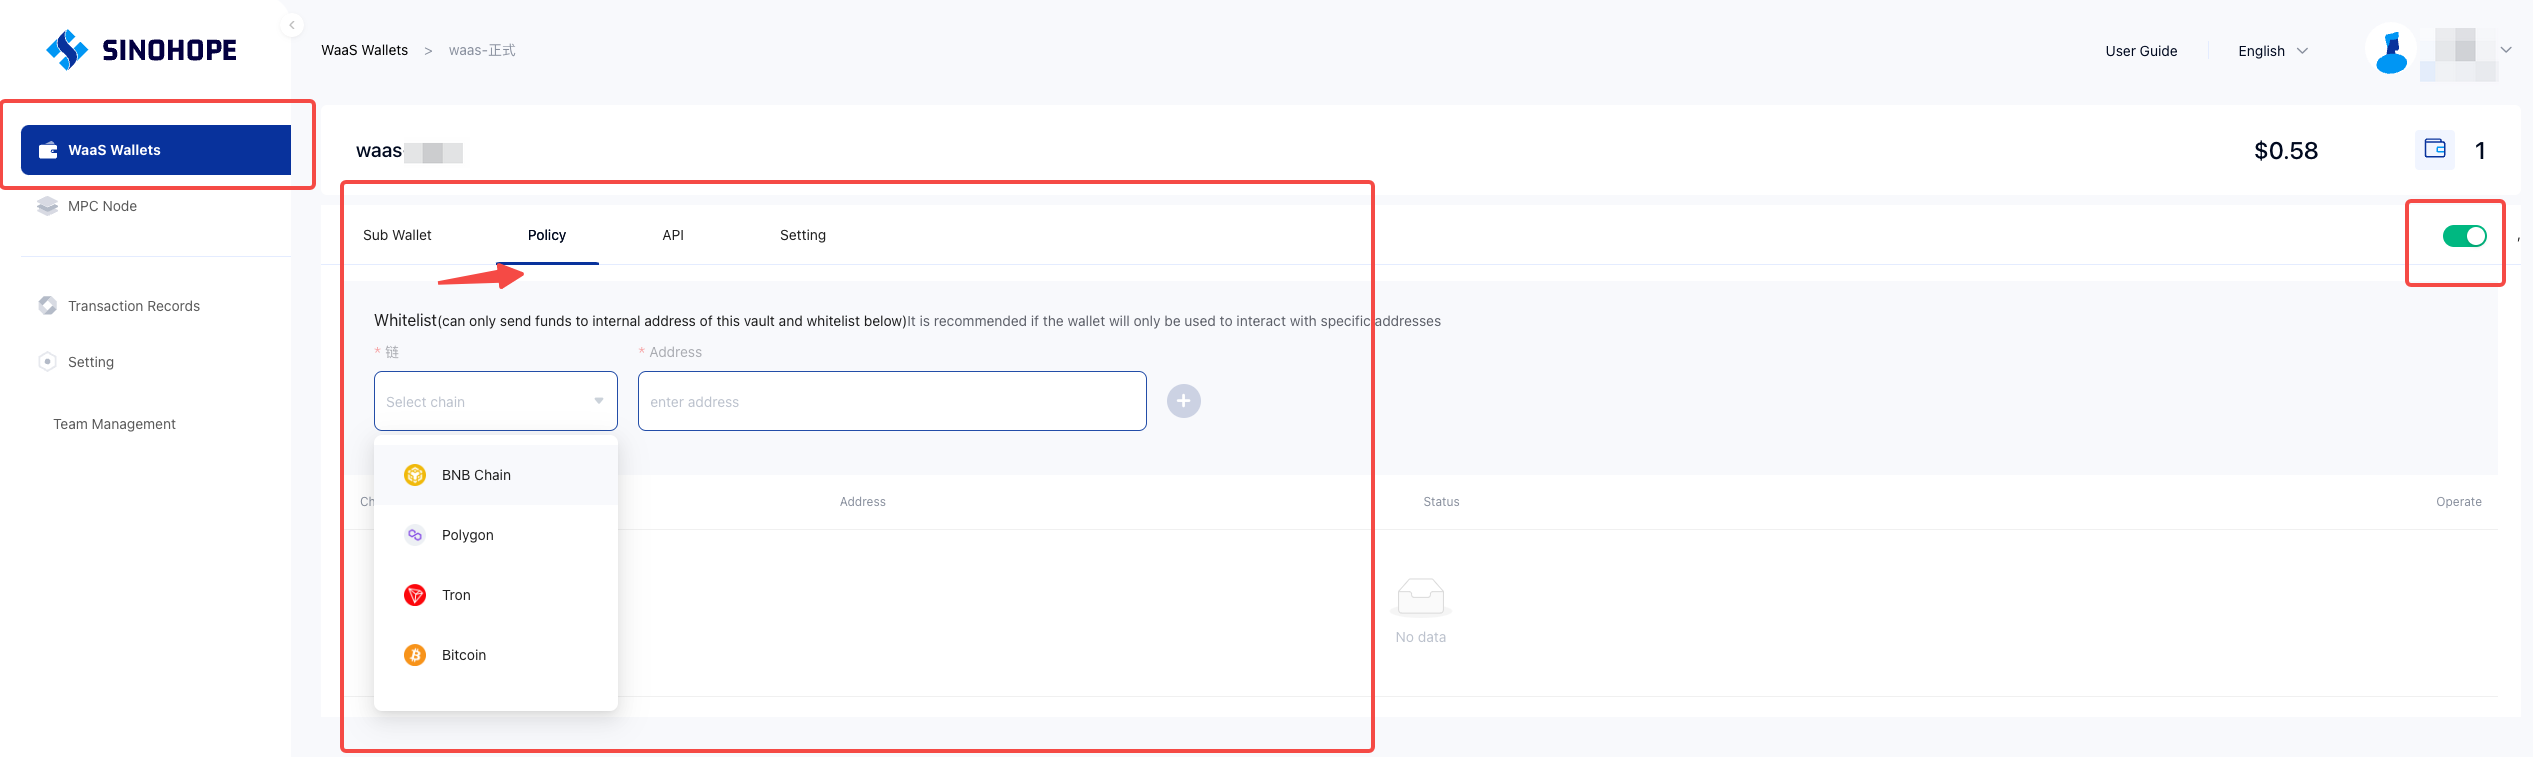 SINOHOPE
WaaS Wallets > waas-正式
User Guide
English
WaaS Wallets
MPC Node
Transaction Records
Setting
Team Management
waas
$0.58
1
Sub Wallet
Policy
API
Setting
Whitelist(can only send funds to internal address of this vault and whitelist below)It is recommended if the wallet will only be used to interact with specific addresses
* 链
* Address
Select chain
enter address
BNB Chain
Polygon
Tron
Bitcoin
Ch
Address
Status
Operate
No data